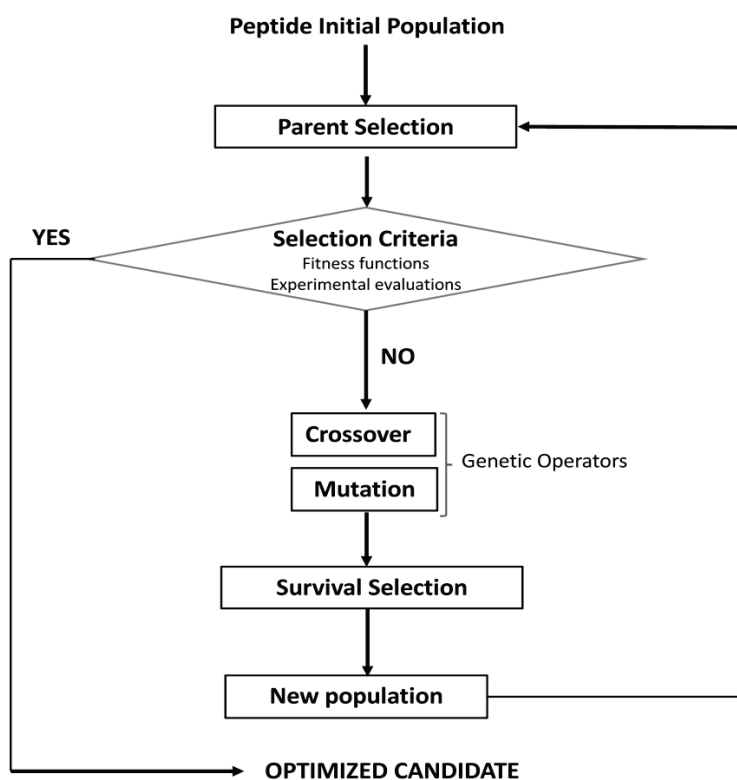 Peptide Initial Population
Parent Selection
YES
Selection Criteria
Fitness functions
Experimental evaluations
NO
Crossover
Genetic Operators
Mutation
Survival Selection
New population
OPTIMIZED CANDIDATE